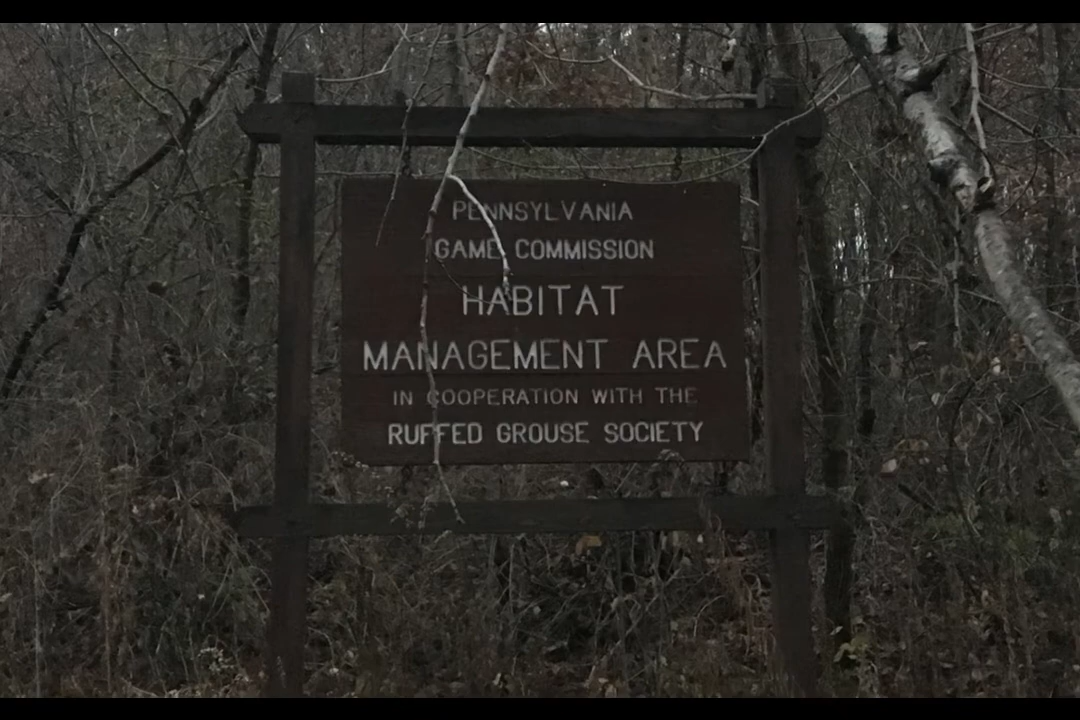 PENNSYLVANIA
GAME COMMISSION
HABITAT
MANAGEMENT AREA
IN COOPERATION WITH THE
RUFFED GROUSE SOCIETY